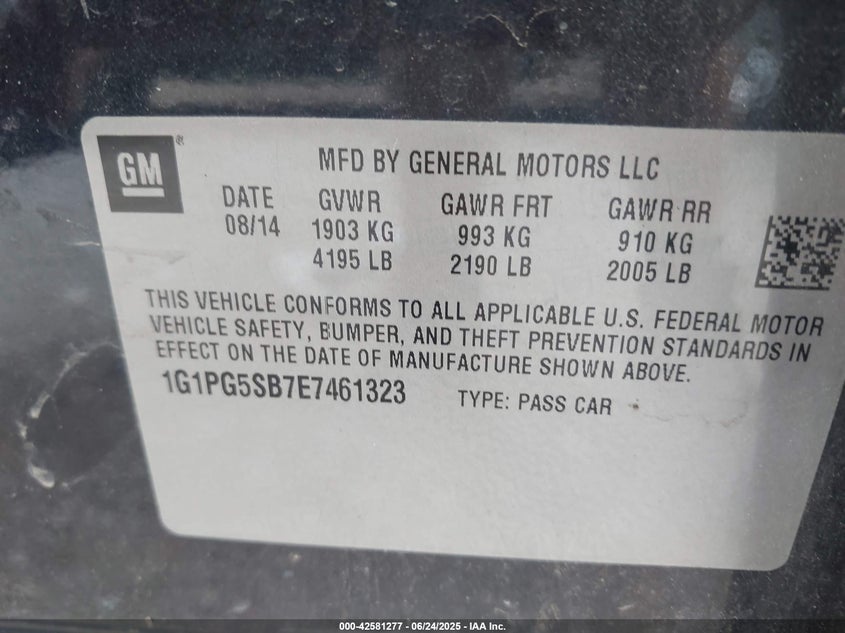 GM®
MFD BY GENERAL MOTORS LLC
DATE GVWR GAWR FRT GAWR RR
08/14 1903 KG 993 KG 910 KG
4195 LB 2190 LB 2005 LB
THIS VEHICLE CONFORMS TO ALL APPLICABLE U.S. FEDERAL MOTOR
VEHICLE SAFETY, BUMPER, AND THEFT PREVENTION STANDARDS IN
EFFECT ON THE DATE OF MANUFACTURE SHOWN ABOVE.
1G1PG5SB7E7461323 TYPE: PASS CAR
000-42581277 - 06/24/2025 - IAA Inc.